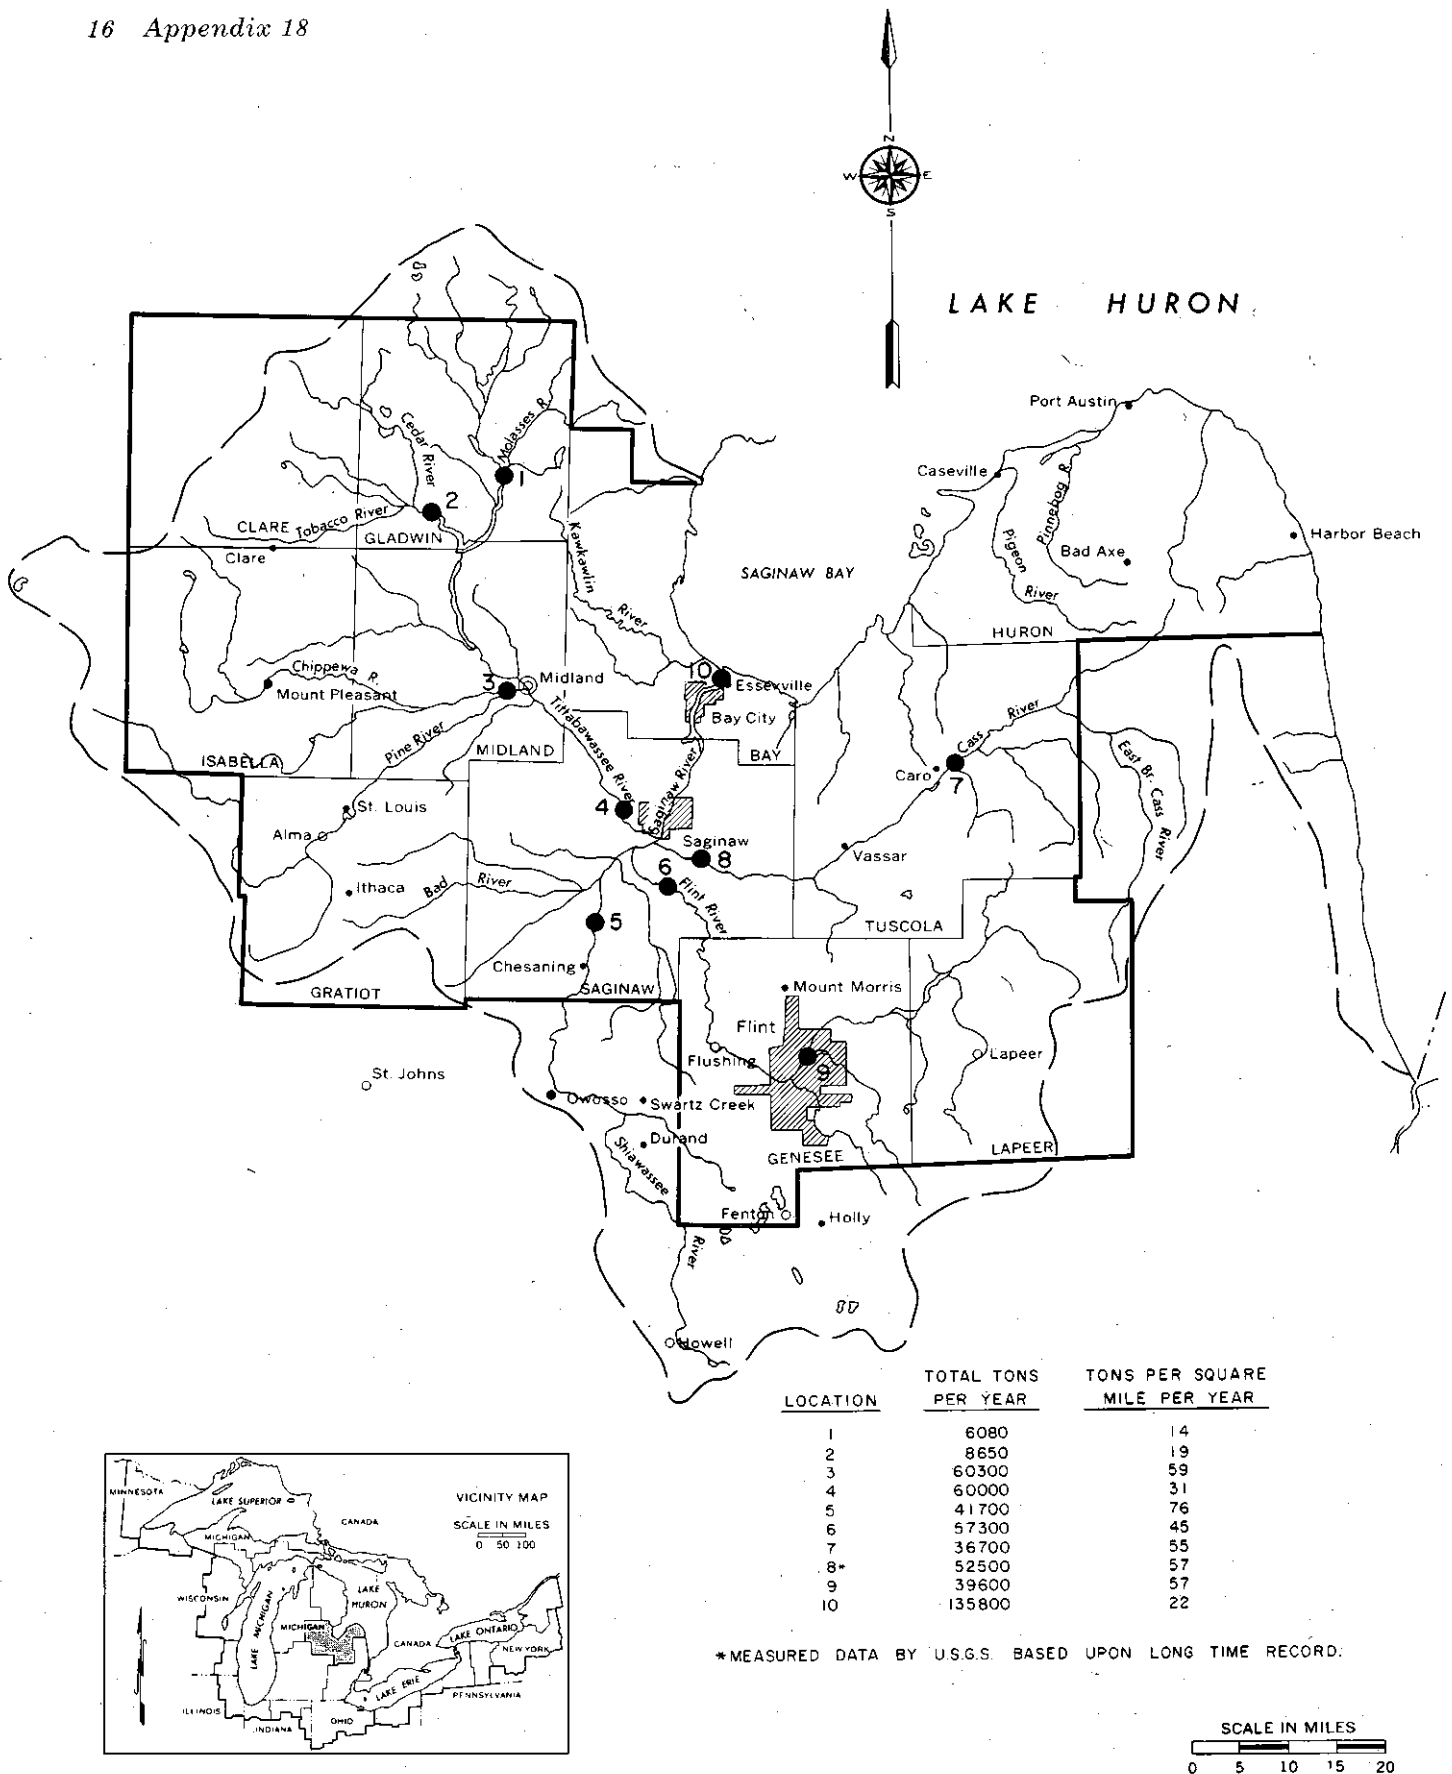 16 Appendix 18
N
W E
S
LAKE HURON
Port Austin
Caseville
Pinnebog R.
Harbor Beach
Bad Axe
Pigeon
River
HURON
SAGINAW BAY
Molasses R.
Cedar River
1
2
CLARE Tobacco River
GLADWIN
Clare
Kawkawlin
River
Chippewa R.
Mount Pleasant
3
Midland
10
Essexville
Bay City
Tittabawassee River
Pine River
ISABELLA
MIDLAND
BAY
Saginaw River
Cass River
Caro
7
East Br. Cass River
St. Louis
4
Alma
Saginaw
8
Vassar
6
Ithaca
Bad River
Flint River
5
TUSCOLA
Chesaning
SAGINAW
GRATIOT
Mount Morris
Flint
Flushing
9
Lapeer
St. Johns
Owosso
Swartz Creek
Durand
Shiawassee
River
GENESEE
LAPEER
Fenton
Holly
Howell
LOCATION TOTAL TONS PER YEAR TONS PER SQUARE MILE PER YEAR
1 6080 14
2 8650 19
3 60300 59
4 60000 31
5 41700 76
6 57300 45
7 36700 55
8* 52500 57
9 39600 57
10 135800 22
*MEASURED DATA BY U.S.G.S. BASED UPON LONG TIME RECORD.
VICINITY MAP
SCALE IN MILES
0 50 100
MINNESOTA
LAKE SUPERIOR
CANADA
MICHIGAN
WISCONSIN
LAKE MICHIGAN
LAKE HURON
MICHIGAN
CANADA
LAKE ONTARIO
NEW YORK
LAKE ERIE
PENNSYLVANIA
ILLINOIS
INDIANA
OHIO
SCALE IN MILES
0 5 10 15 20